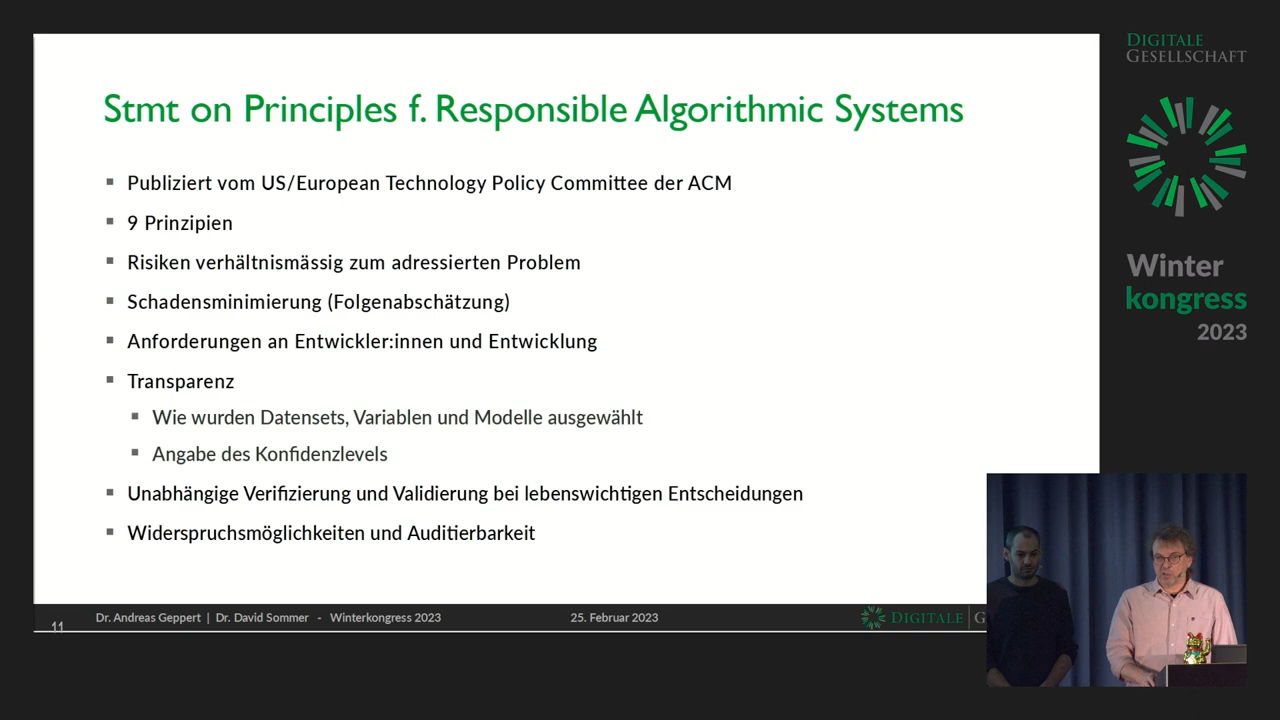 Stmt on Principles f. Responsible Algorithmic Systems
Publiziert vom US/European Technology Policy Committee der ACM
9 Prinzipien
Risiken verhältnismässig zum adressierten Problem
Schadensminimierung (Folgenabschätzung)
Anforderungen an Entwickler:innen und Entwicklung
Transparenz
Wie wurden Datensets, Variablen und Modelle ausgewählt
Angabe des Konfidenzlevels
Unabhängige Verifizierung und Validierung bei lebenswichtigen Entscheidungen
Widerspruchsmöglichkeiten und Auditierbarkeit
11
Dr. Andreas Geppert | Dr. David Sommer - Winterkongress 2023
25. Februar 2023
DIGITALE G
DIGITALE
GESELLSCHAFT
Winter
kongress
2023